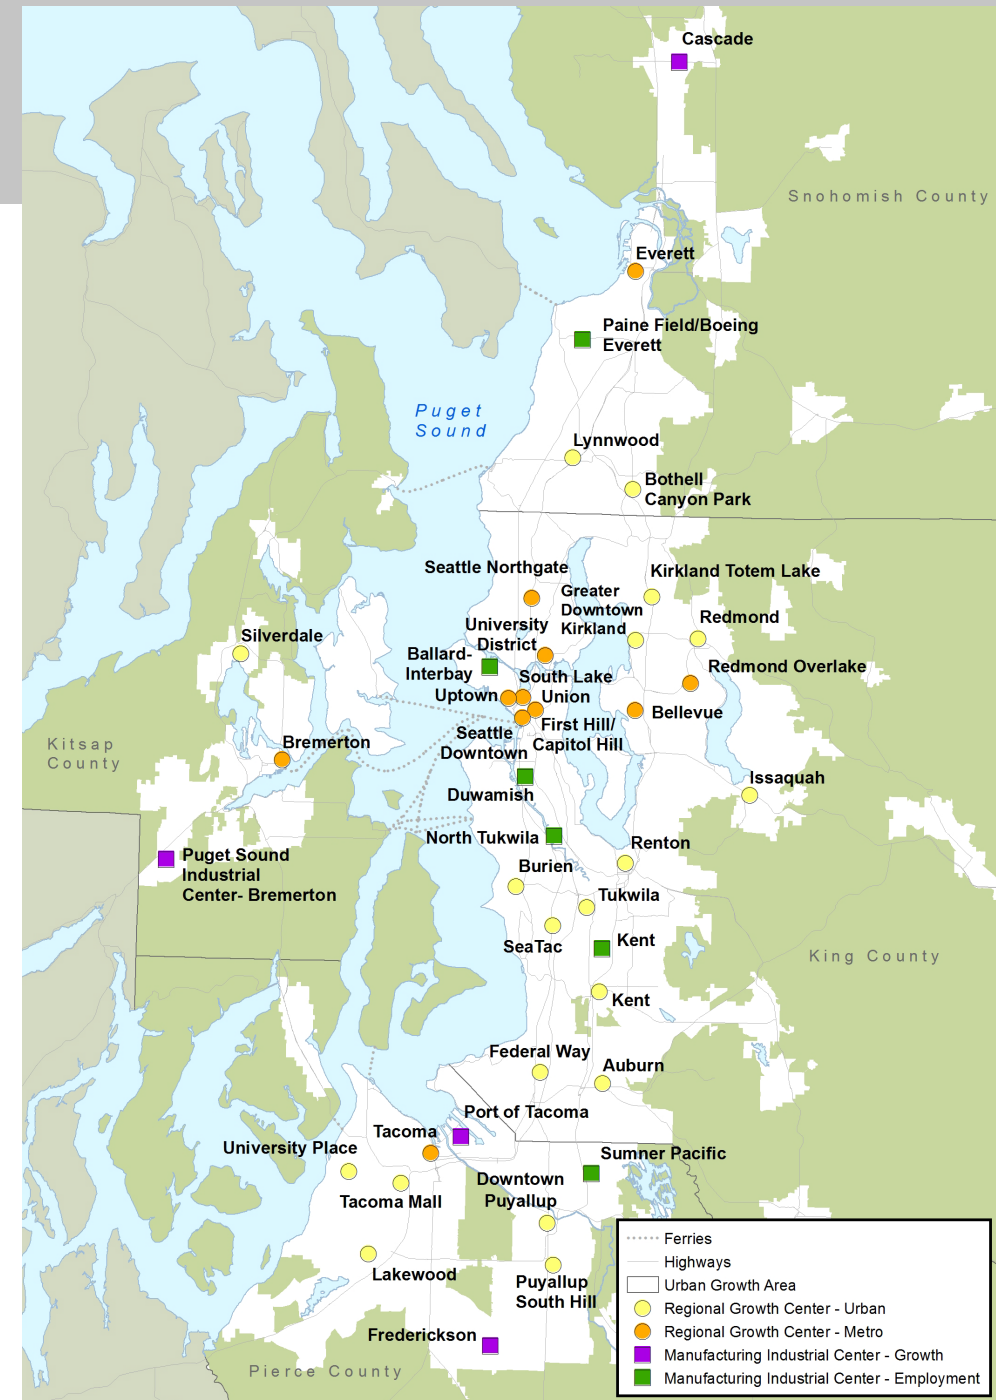 Cascade
Snohomish County
Everett
Paine Field/Boeing
Everett
Puget
Sound
Lynnwood
Bothell
Canyon Park
Seattle Northgate
Kirkland Totem Lake
Greater
Downtown
Kirkland
Redmond
University
District
Silverdale
Ballard-
Interbay
Redmond Overlake
South Lake
Union
Uptown
Bellevue
First Hill/
Capitol Hill
Seattle
Downtown
Kitsap
County
Bremerton
Issaquah
Duwamish
North Tukwila
Renton
Puget Sound
Industrial
Center- Bremerton
Burien
Tukwila
SeaTac
Kent
King County
Kent
Federal Way
Auburn
Port of Tacoma
Tacoma
University Place
Sumner Pacific
Downtown
Puyallup
Tacoma Mall
Lakewood
Puyallup
South Hill
Frederickson
Pierce County
Ferries
Highways
Urban Growth Area
Regional Growth Center - Urban
Regional Growth Center - Metro
Manufacturing Industrial Center - Growth
Manufacturing Industrial Center - Employment